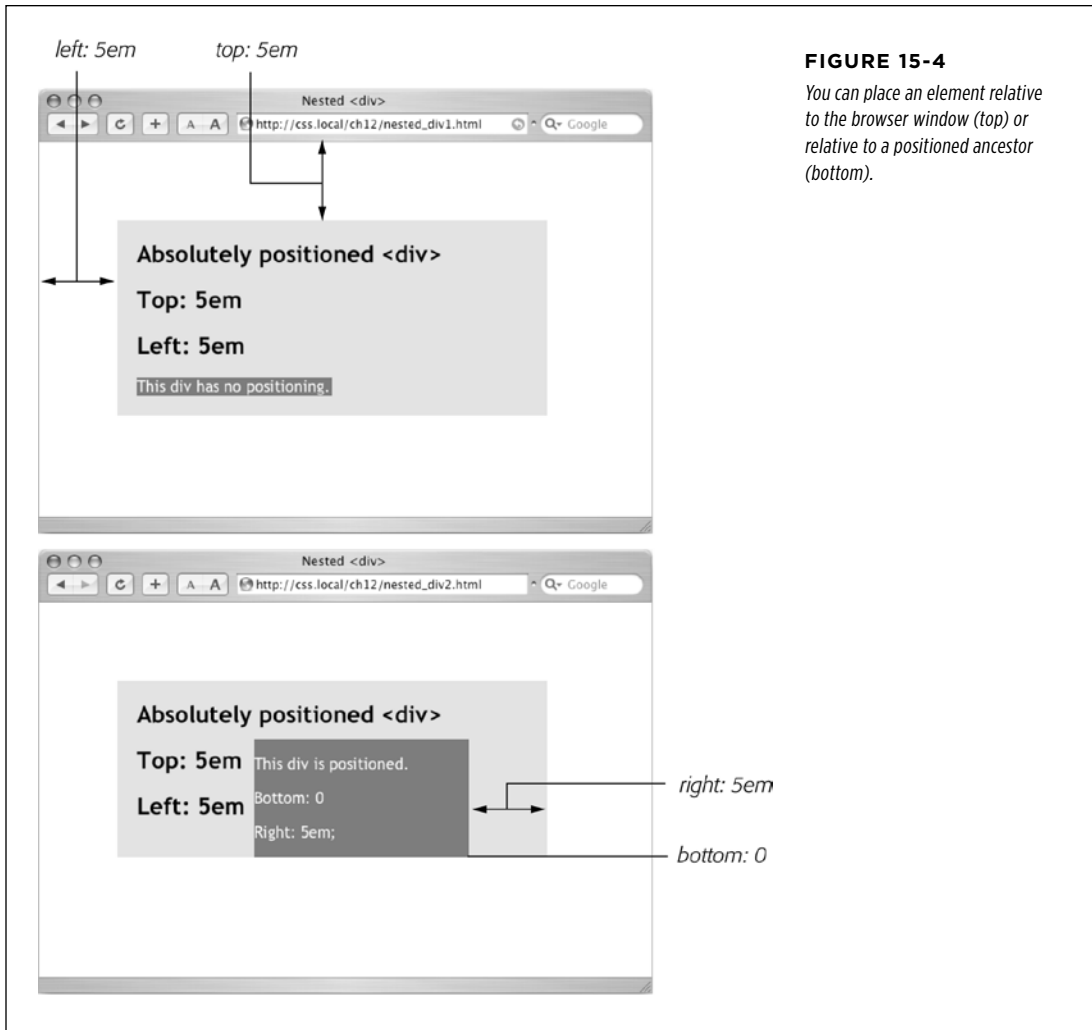 left: 5em
top: 5em
Nested <div>
A A
http://css.local/ch12/nested_div1.html
Google
Absolutely positioned <div>
Top: 5em
Left: 5em
This div has no positioning.
Nested <div>
A A
http://css.local/ch12/nested_div2.html
Google
Absolutely positioned <div>
Top: 5em
Left: 5em
This div is positioned.
Bottom: 0
Right: 5em;
right: 5em
bottom: 0
FIGURE 15-4
You can place an element relative
to the browser window (top) or
relative to a positioned ancestor
(bottom).